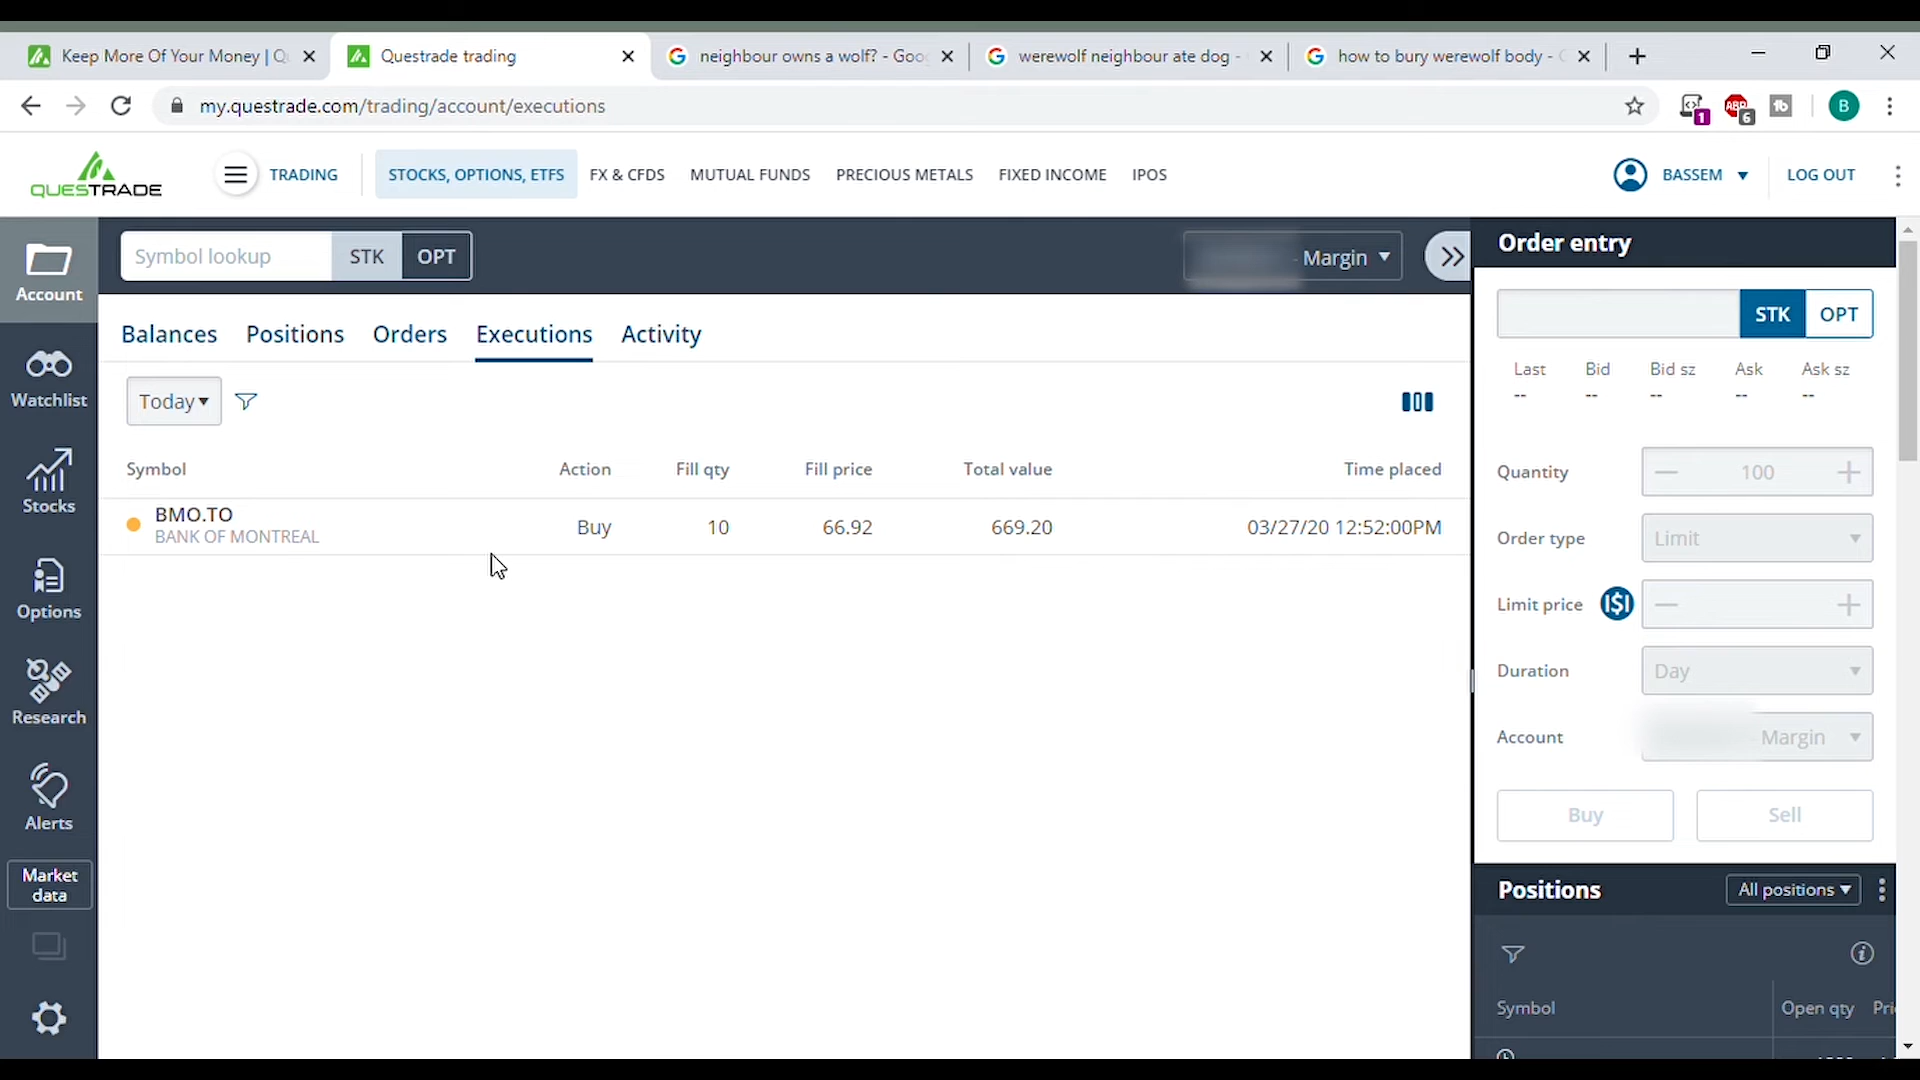 Keep More Of Your Money | Qu
Questrade trading
neighbour owns a wolf? - Goo
werewolf neighbour ate dog -
how to bury werewolf body -
my.questrade.com/trading/account/executions
1
ABP
6
tb
B
QUESTRADE
TRADING
STOCKS, OPTIONS, ETFS
FX & CFDS
MUTUAL FUNDS
PRECIOUS METALS
FIXED INCOME
IPOS
BASSEM
LOG OUT
Account
Watchlist
Stocks
Options
Research
Alerts
Market
data
Symbol lookup
STK
OPT
- Margin
Balances
Positions
Orders
Executions
Activity
Today
Symbol
Action
Fill qty
Fill price
Total value
Time placed
BMO.TO
BANK OF MONTREAL
Buy
10
66.92
669.20
03/27/20 12:52:00PM
Order entry
STK
OPT
Last
Bid
Bid sz
Ask
Ask sz
--
--
--
--
--
Quantity
100
Order type
Limit
Limit price
Duration
Day
Account
Margin
Buy
Sell
Positions
All positions
Symbol
Open qty
Pri